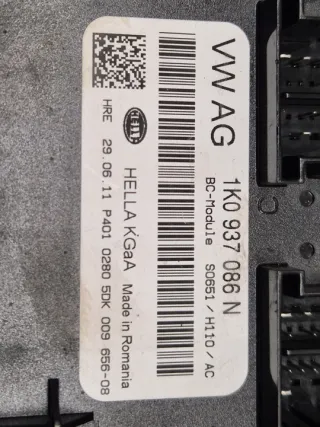 VW AG
1K0 937 086 N
BC-Module S0651 / H110 / AC
HELLA
HELLA KGaA Made in Romania
HRE 29.06.11 P401 0280 5DK 009 656-08